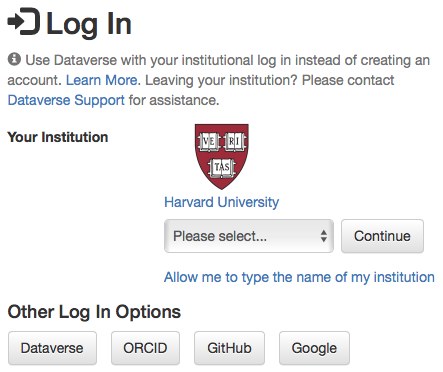 Log In
Use Dataverse with your institutional log in instead of creating an
account. Learn More. Leaving your institution? Please contact
Dataverse Support for assistance.
Your Institution
VE RI
TAS
Harvard University
Please select... Continue
Allow me to type the name of my institution
Other Log In Options
Dataverse ORCID GitHub Google